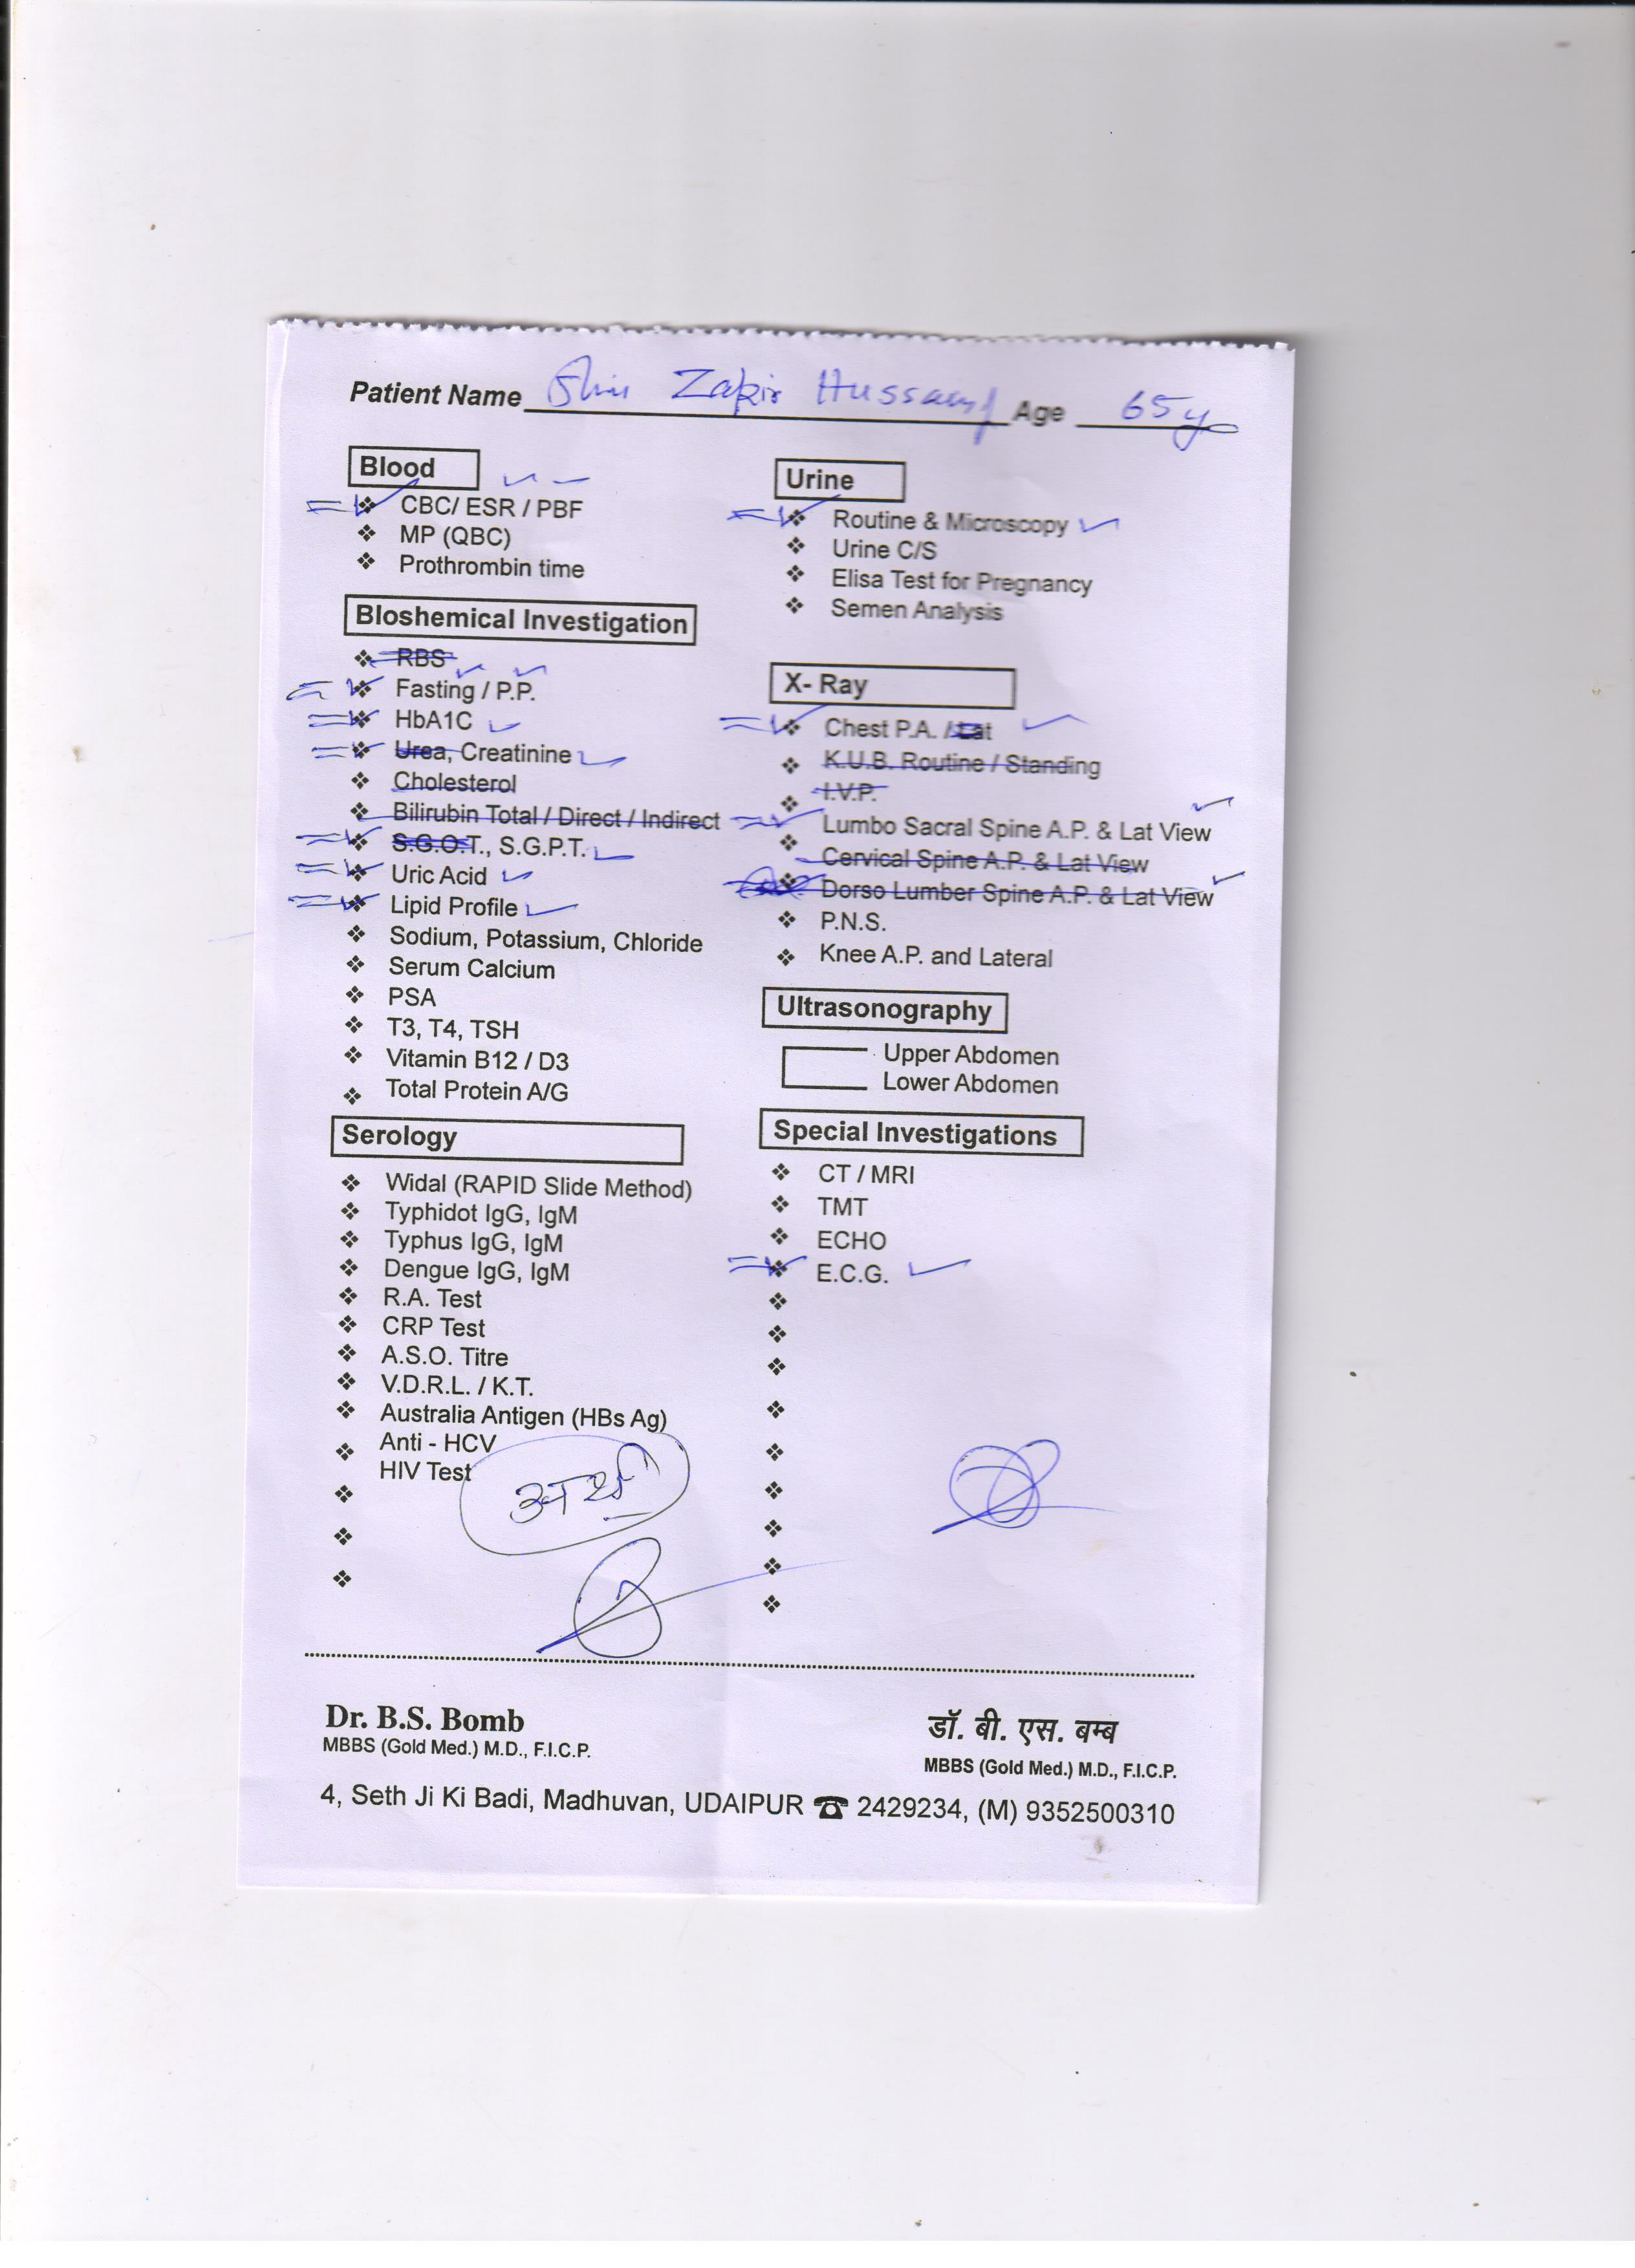 Patient Name Shri Zakir Hussain Age 65y
Blood
CBC/ ESR / PBF
MP (QBC)
Prothrombin time
Bloshemical Investigation
RBS
Fasting / P.P.
HbA1C
Urea, Creatinine
Cholesterol
Bilirubin Total / Direct / Indirect
S.G.O.T., S.G.P.T.
Uric Acid
Lipid Profile
Sodium, Potassium, Chloride
Serum Calcium
PSA
T3, T4, TSH
Vitamin B12 / D3
Total Protein A/G
Serology
Widal (RAPID Slide Method)
Typhidot IgG, IgM
Typhus IgG, IgM
Dengue IgG, IgM
R.A. Test
CRP Test
A.S.O. Titre
V.D.R.L. / K.T.
Australia Antigen (HBs Ag)
Anti - HCV
HIV Test
Urine
Routine & Microscopy
Urine C/S
Elisa Test for Pregnancy
Semen Analysis
X- Ray
Chest P.A. / Lat
K.U.B. Routine / Standing
I.V.P.
Lumbo Sacral Spine A.P. & Lat View
Cervical Spine A.P. & Lat View
Dorso Lumber Spine A.P. & Lat View
P.N.S.
Knee A.P. and Lateral
Ultrasonography
Upper Abdomen
Lower Abdomen
Special Investigations
CT / MRI
TMT
ECHO
E.C.G.
Dr. B.S. Bomb
MBBS (Gold Med.) M.D., F.I.C.P.
डॉ. बी. एस. बम्ब
MBBS (Gold Med.) M.D., F.I.C.P.
4, Seth Ji Ki Badi, Madhuvan, UDAIPUR ☎ 2429234, (M) 9352500310